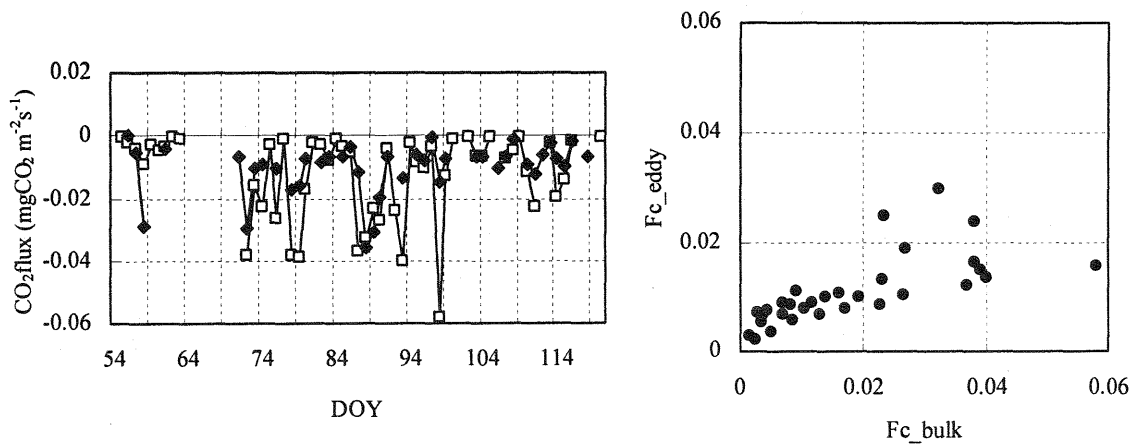 CO₂flux (mgCO₂ m⁻²s⁻¹)
0.02
0
-0.02
-0.04
-0.06
54 64 74 84 94 104 114
DOY
Fc_eddy
0.06
0.04
0.02
0
0 0.02 0.04 0.06
Fc_bulk